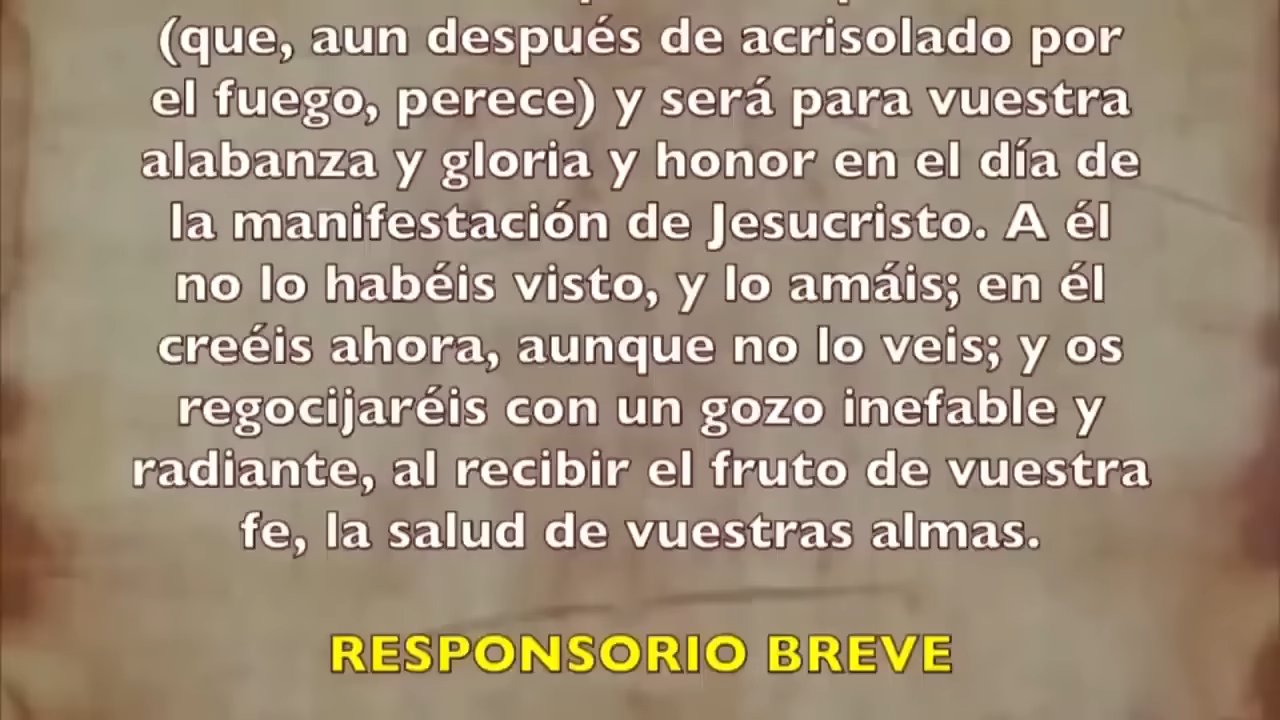 (que, aun después de acrisolado por
el fuego, perece) y será para vuestra
alabanza y gloria y honor en el día de
la manifestación de Jesucristo. A él
no lo habéis visto, y lo amáis; en él
creéis ahora, aunque no lo veis; y os
regocijaréis con un gozo inefable y
radiante, al recibir el fruto de vuestra
fe, la salud de vuestras almas.
RESPONSORIO BREVE